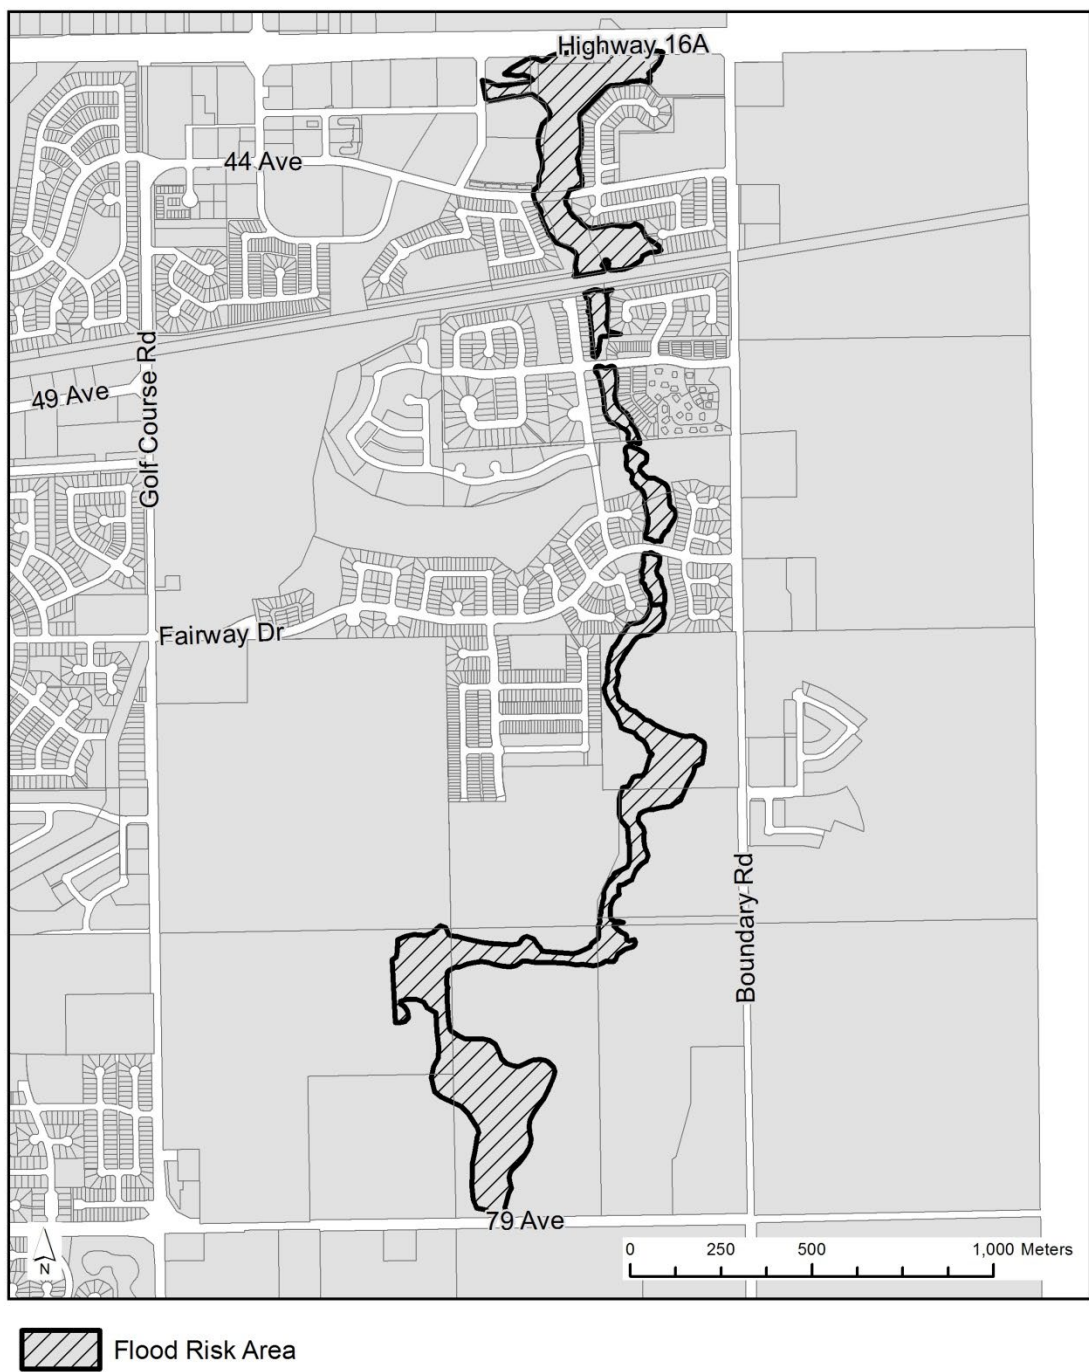 Highway 16A
44 Ave
49 Ave
Golf Course Rd
Fairway Dr
Boundary Rd
79 Ave
0 250 500 1,000 Meters
N
Flood Risk Area